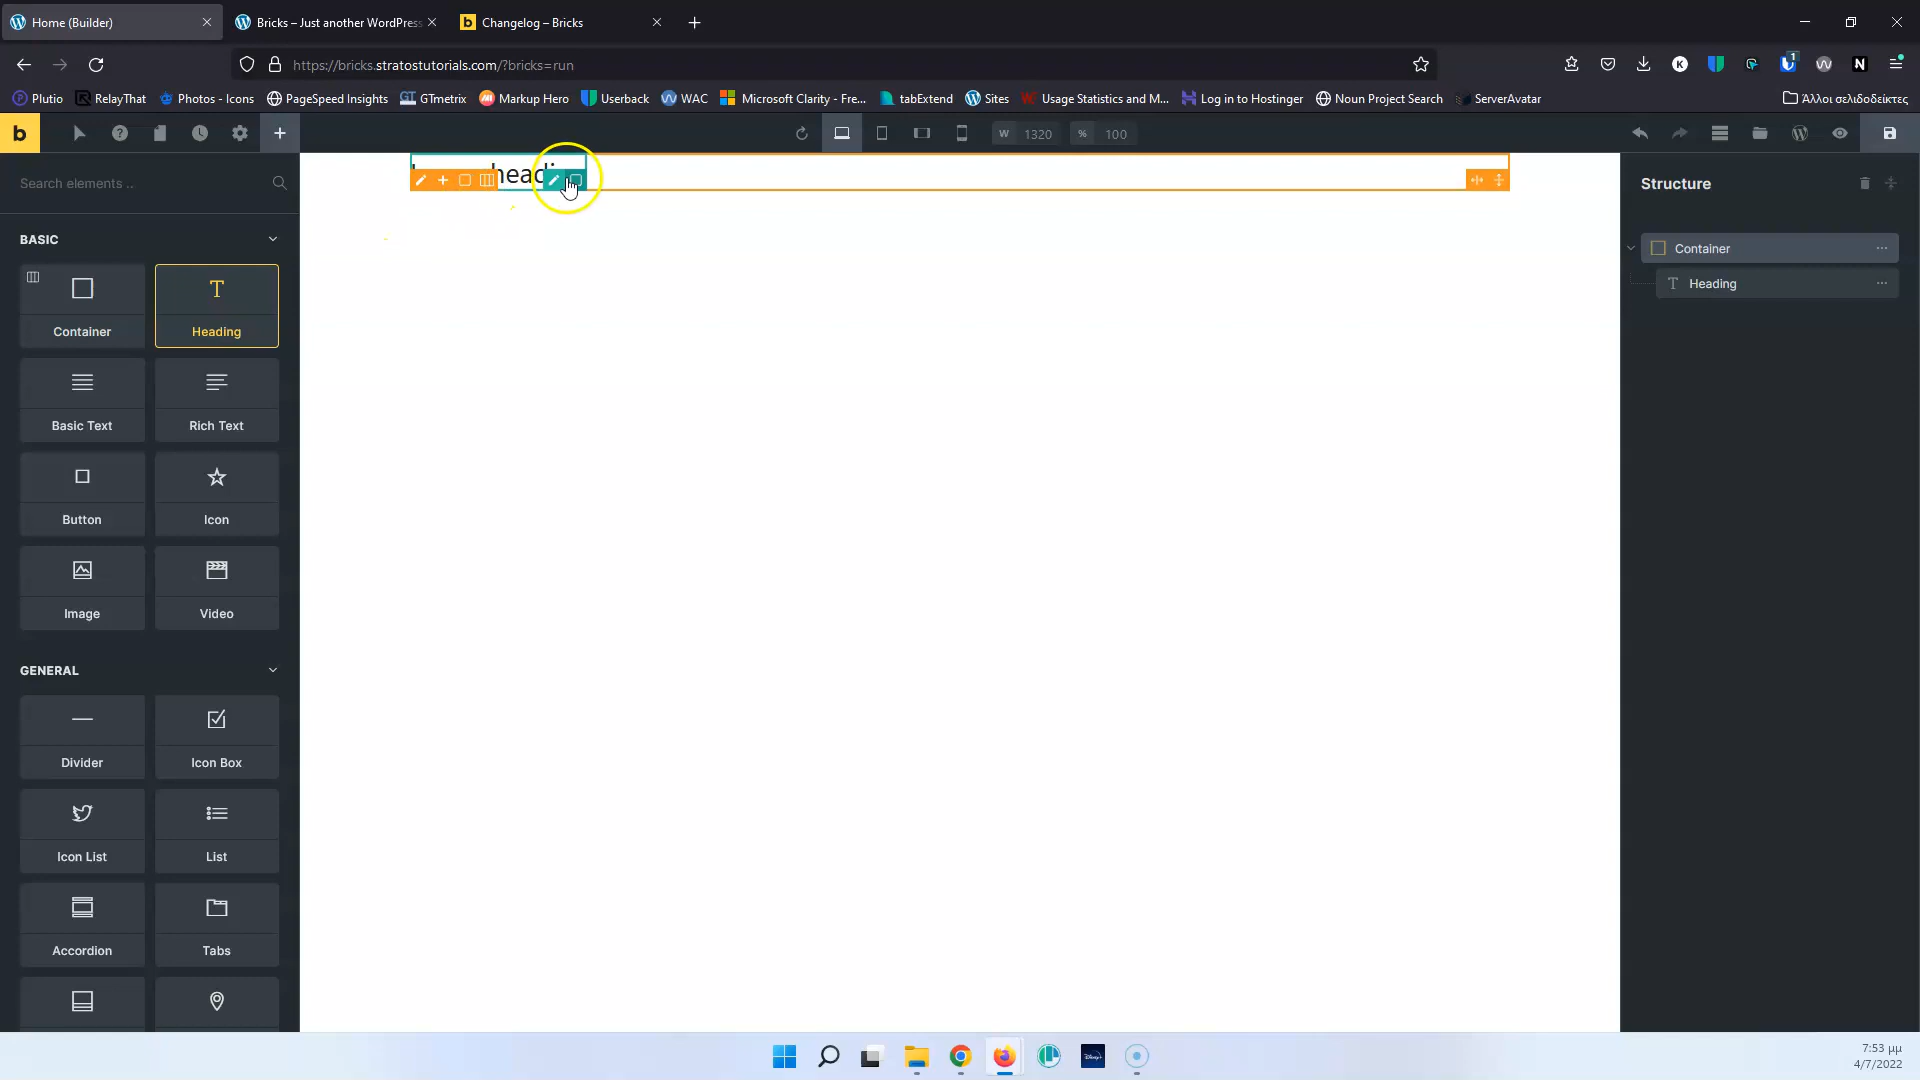 Home (Builder)
Bricks – Just another WordPress
Changelog – Bricks
https://bricks.stratostutorials.com/?bricks=run
Plutio
RelayThat
Photos - Icons
PageSpeed Insights
GTmetrix
Markup Hero
Userback
WAC
Microsoft Clarity - Fre...
tabExtend
Sites
Usage Statistics and M...
Log in to Hostinger
Noun Project Search
ServerAvatar
Άλλοι σελιδοδείκτες
b
W 1320
% 100
Search elements ...
Structure
BASIC
Container
Heading
Container
Heading
Basic Text
Rich Text
Button
Icon
Image
Video
GENERAL
Divider
Icon Box
Icon List
List
Accordion
Tabs
7:53 μμ
4/7/2022